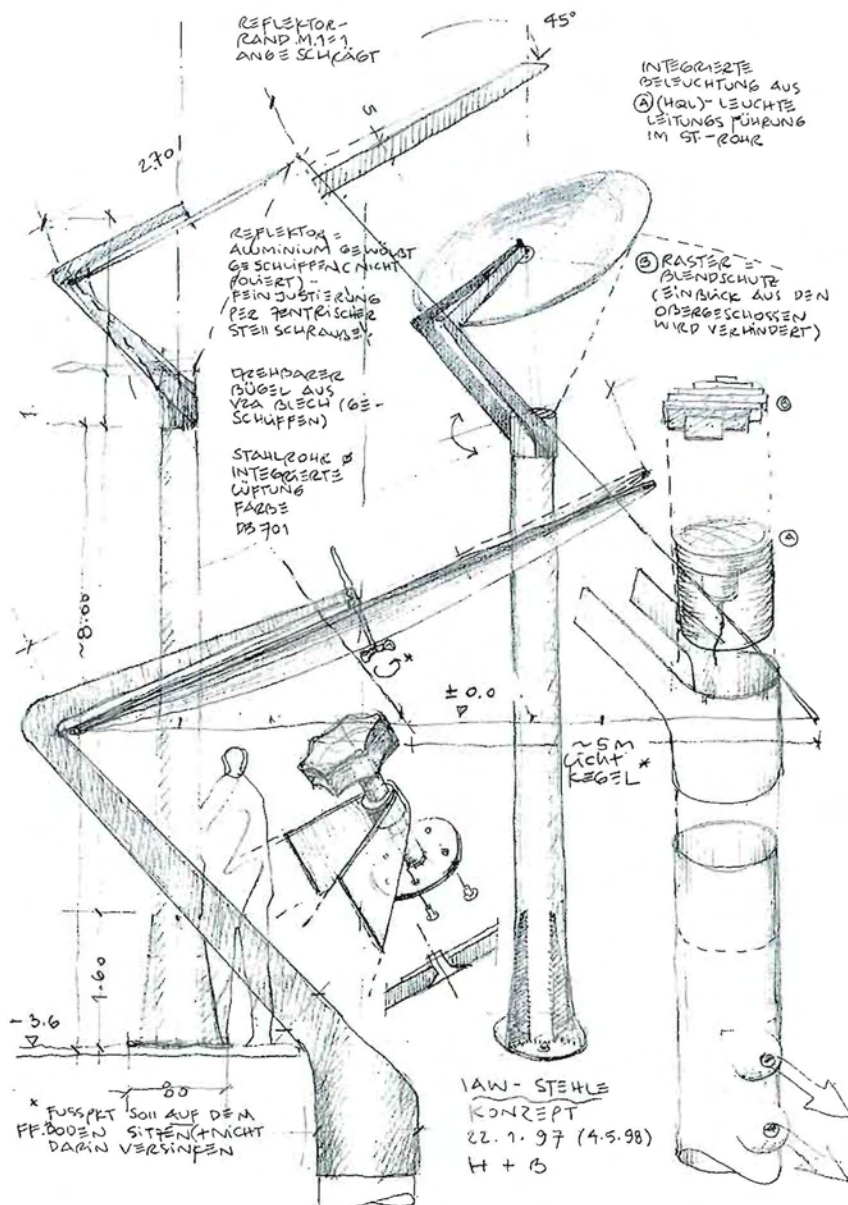 REFLEKTOR-
RAND M. 1=1
ANGESCHRÄGT
45°
INTEGRIERTE
BELEUCHTUNG AUS
Ⓐ (HQL)-LEUCHTE
LEITUNGSFÜHRUNG
IM ST.-ROHR
5
2.70
REFLEKTOR =
ALUMINIUM GEWÖLBT
GESCHLIFFEN (NICHT
POLIERT) -
FEINJUSTIERUNG
PER ZENTRISCHER
STELLSCHRAUBE.
Ⓑ RASTER =
BLENDSCHUTZ
(EINBLICK AUS DEN
OBERGESCHOSSEN
WIRD VERHINDERT)
DREHBARER
BÜGEL AUS
V2A BLECH (GE-
SCHLIFFEN)
Ⓑ
1.
STAHLROHR Ø
INTEGRIERTE
LÜFTUNG
FARBE
DB 701
Ⓐ
~8.00
*
± 0.0
~5M
LICHT *
KEGEL
1.60
- 3.6
* FUSSPKT SOLL AUF DEM
FF.BODEN SITZEN (+ NICHT
DARIN VERSINKEN
IAW - STEHLE
KONZEPT
22.1.97 (4.5.98)
H + B